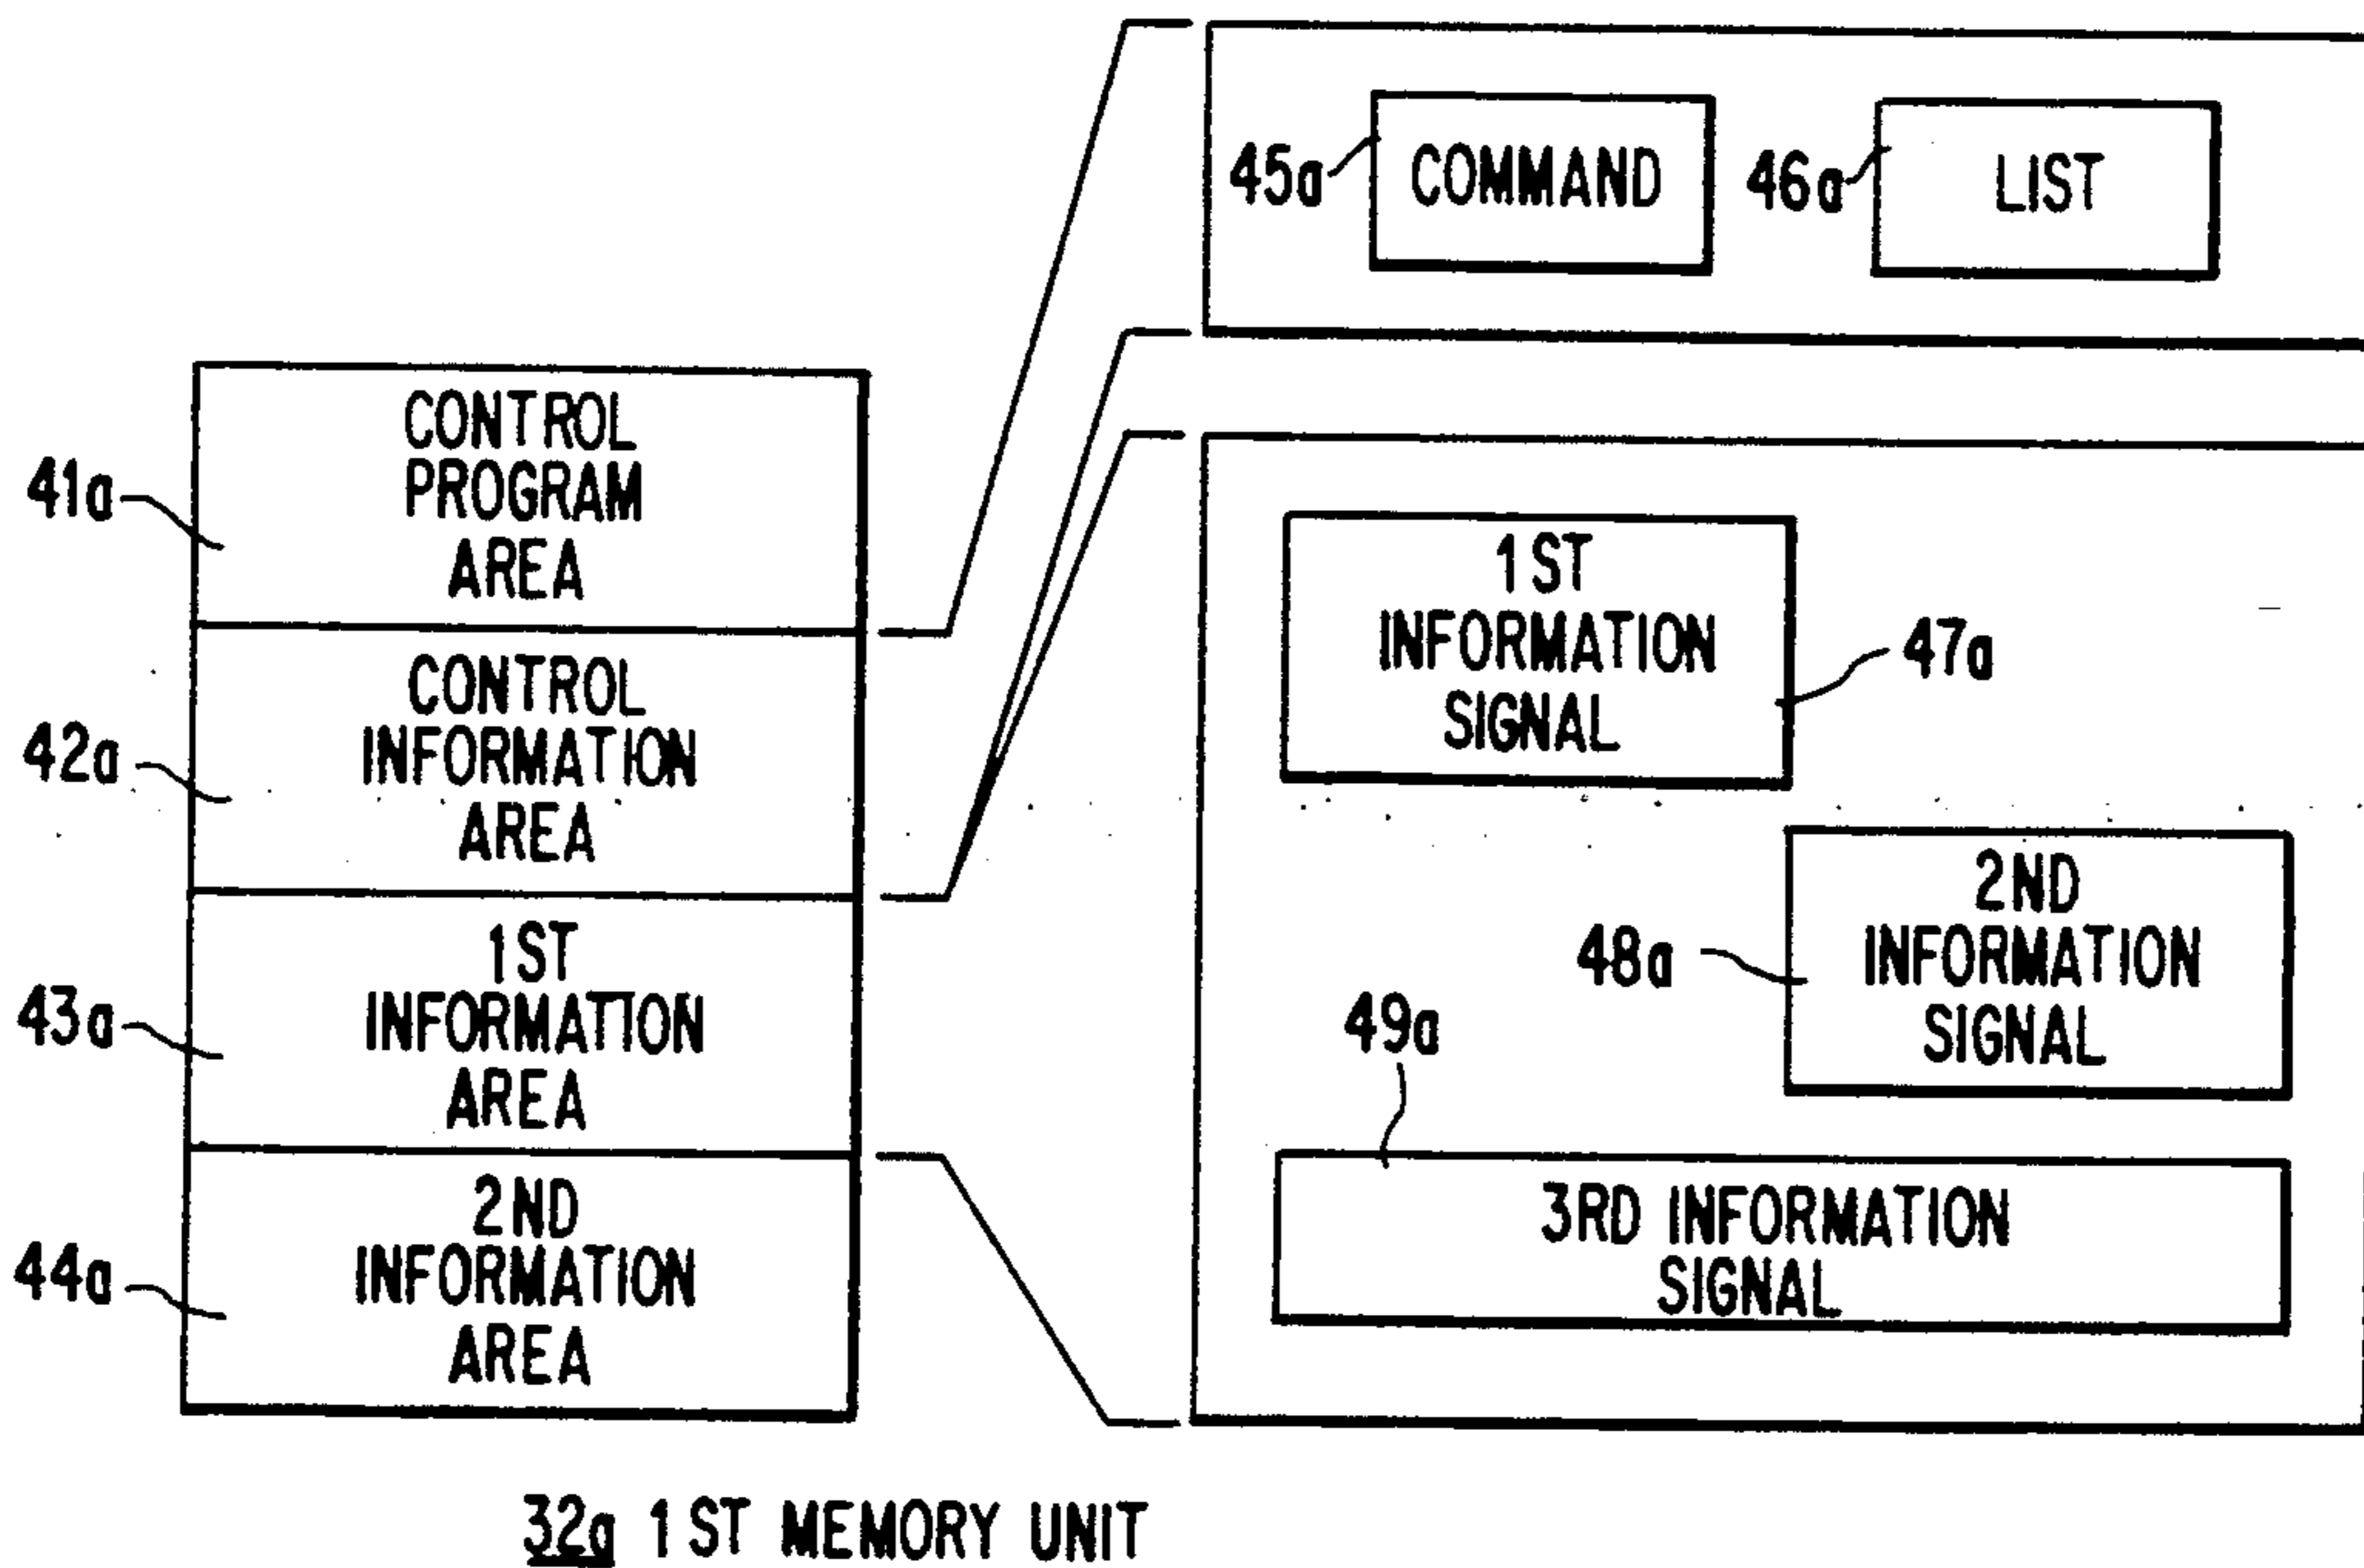 45a
COMMAND
46a
LIST
41a
CONTROL
PROGRAM
AREA
42a
CONTROL
INFORMATION
AREA
43a
1ST
INFORMATION
AREA
44a
2ND
INFORMATION
AREA
1ST
INFORMATION
SIGNAL
47a
48a
2ND
INFORMATION
SIGNAL
49a
3RD INFORMATION
SIGNAL
32a 1ST MEMORY UNIT